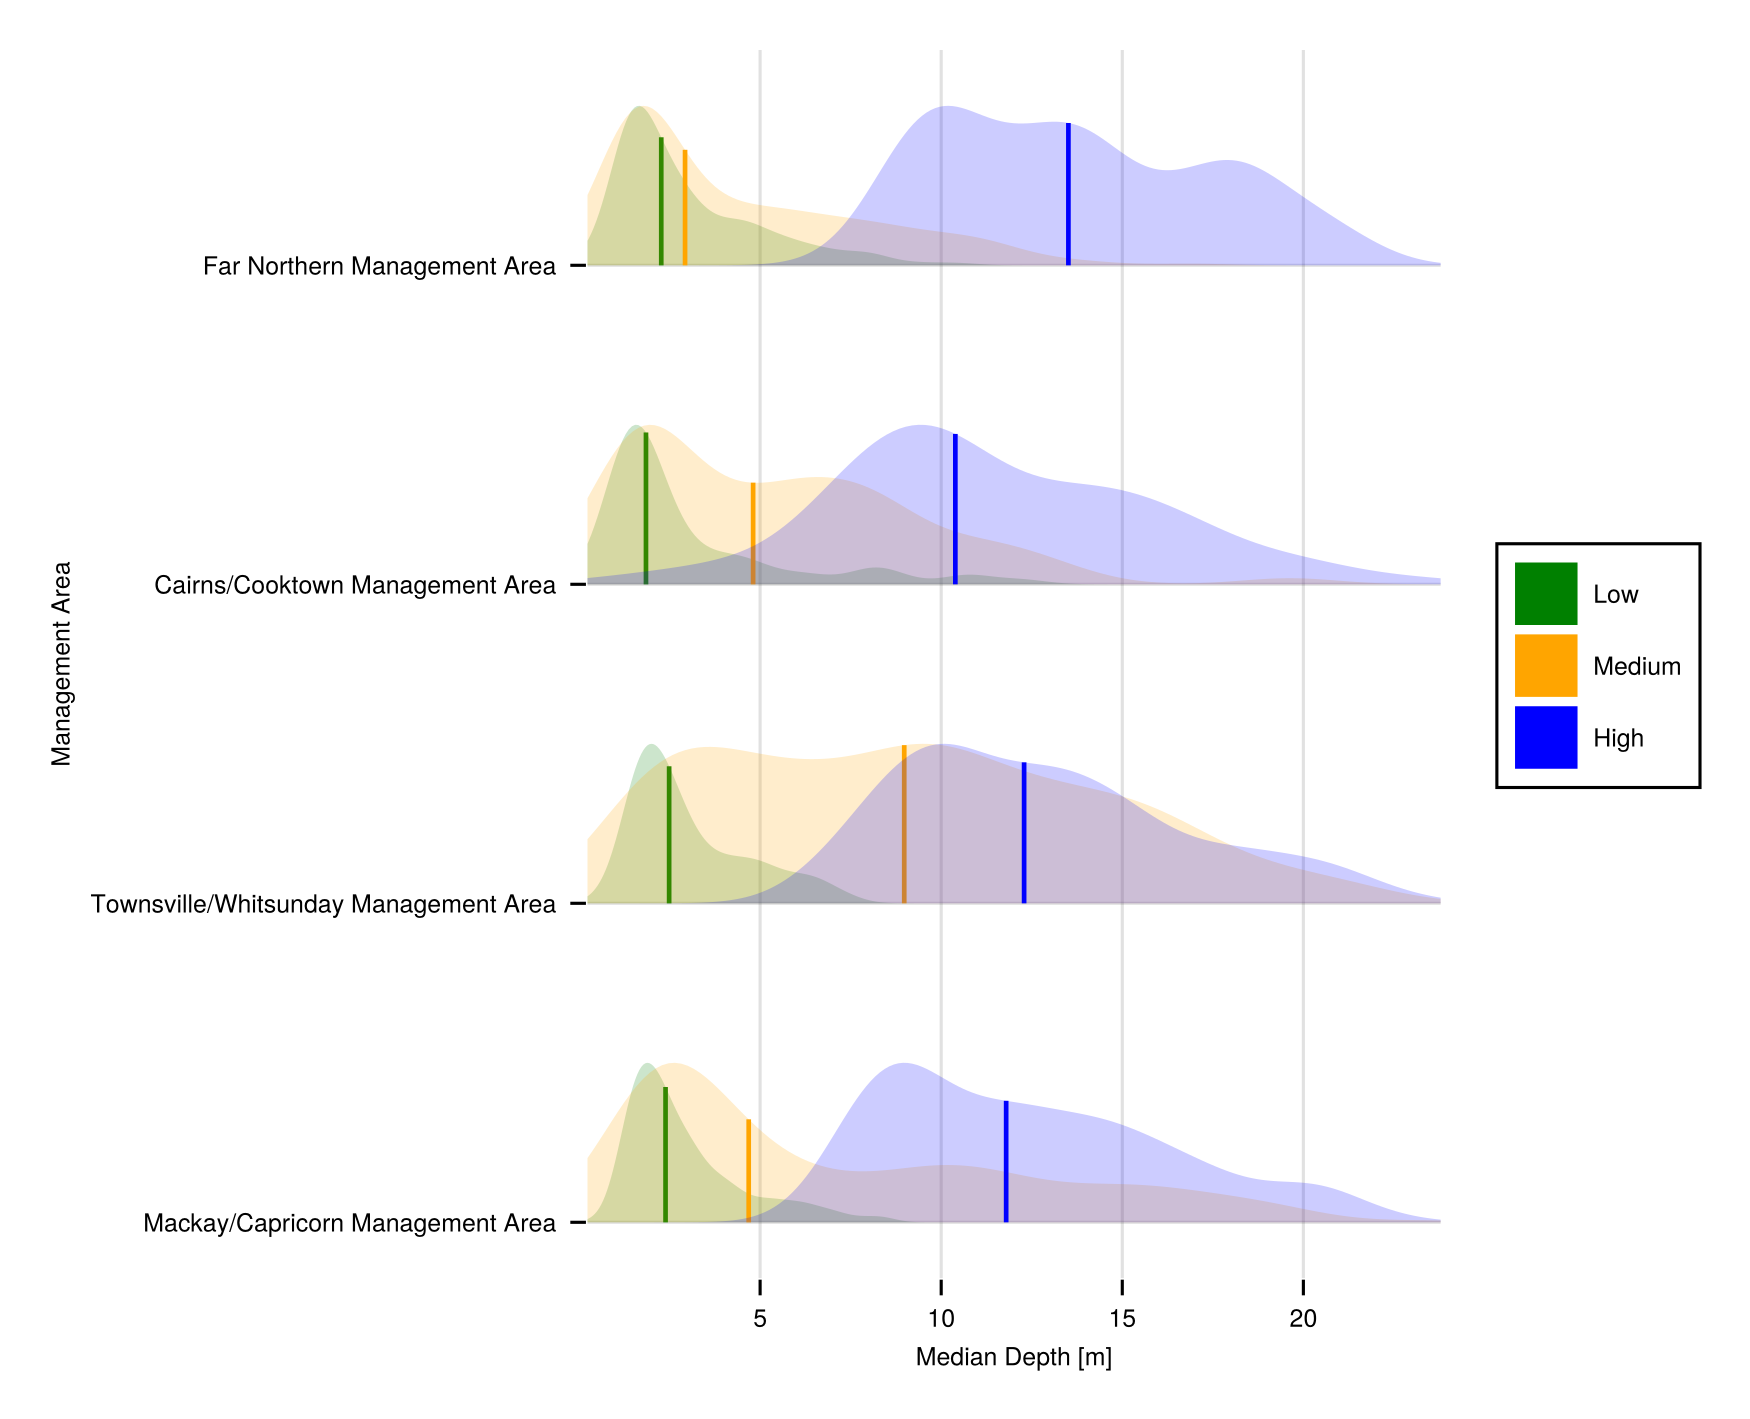 Far Northern Management Area
Cairns/Cooktown Management Area
Townsville/Whitsunday Management Area
Mackay/Capricorn Management Area
Management Area
5 10 15 20
Median Depth [m]
Low
Medium
High